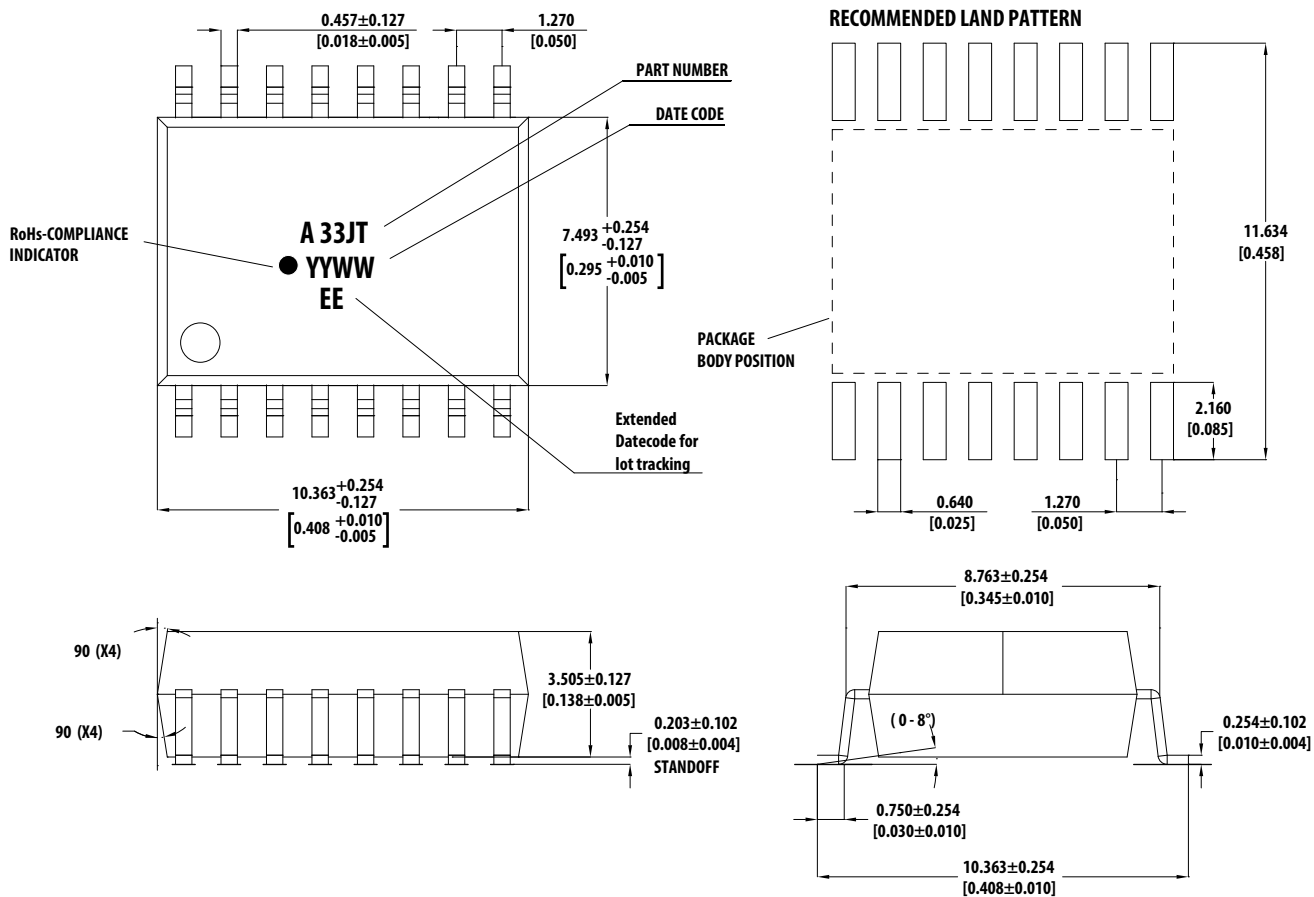 0.457±0.127
[0.018±0.005]
1.270
[0.050]
PART NUMBER
DATE CODE
RoHs-COMPLIANCE
INDICATOR
A 33JT
YYWW
EE
7.493 +0.254
-0.127
[0.295 +0.010
-0.005]
Extended
Datecode for
lot tracking
10.363 +0.254
-0.127
[0.408 +0.010
-0.005]
RECOMMENDED LAND PATTERN
11.634
[0.458]
PACKAGE
BODY POSITION
2.160
[0.085]
0.640
[0.025]
1.270
[0.050]
90 (X4)
90 (X4)
3.505±0.127
[0.138±0.005]
0.203±0.102
[0.008±0.004]
STANDOFF
8.763±0.254
[0.345±0.010]
( 0 - 8°)
0.254±0.102
[0.010±0.004]
0.750±0.254
[0.030±0.010]
10.363±0.254
[0.408±0.010]